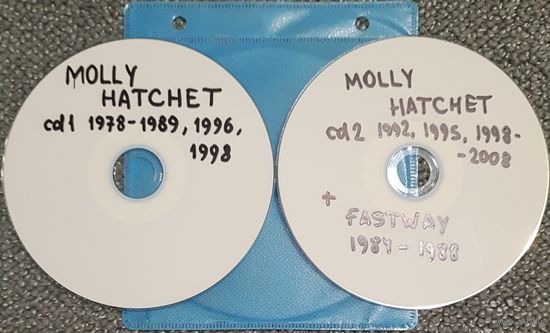 MOLLY
HATCHET
cd1 1978-1989, 1996,
1998
MOLLY
HATCHET
cd2 1992, 1995, 1998-
-2008
+
FASTWAY
1984-1988